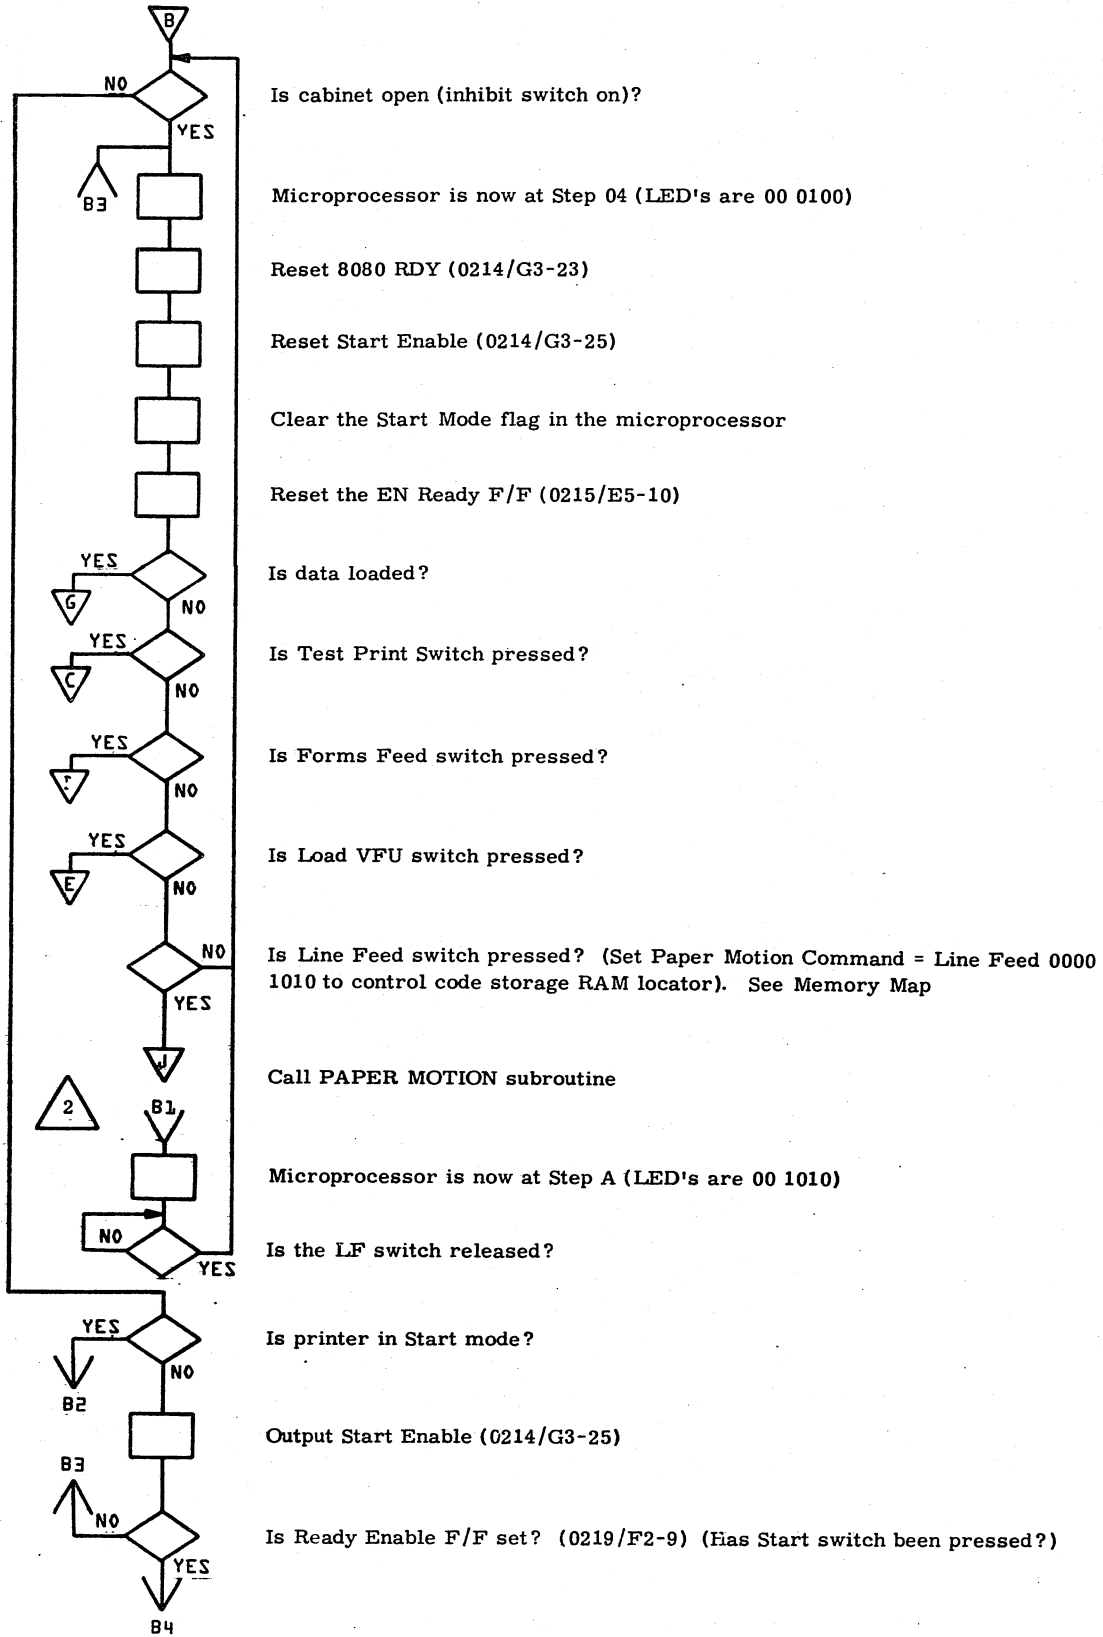 B
NO
Is cabinet open (inhibit switch on)?
YES
B3
Microprocessor is now at Step 04 (LED's are 00 0100)
Reset 8080 RDY (0214/G3-23)
Reset Start Enable (0214/G3-25)
Clear the Start Mode flag in the microprocessor
Reset the EN Ready F/F (0215/E5-10)
YES
Is data loaded?
G
NO
YES
Is Test Print Switch pressed?
C
NO
YES
Is Forms Feed switch pressed?
NO
YES
Is Load VFU switch pressed?
E
NO
NO
Is Line Feed switch pressed? (Set Paper Motion Command = Line Feed 0000
1010 to control code storage RAM locator). See Memory Map
YES
J
Call PAPER MOTION subroutine
2
B1
Microprocessor is now at Step A (LED's are 00 1010)
NO
Is the LF switch released?
YES
YES
Is printer in Start mode?
NO
B2
Output Start Enable (0214/G3-25)
B3
NO
Is Ready Enable F/F set? (0219/F2-9) (Has Start switch been pressed?)
YES
B4